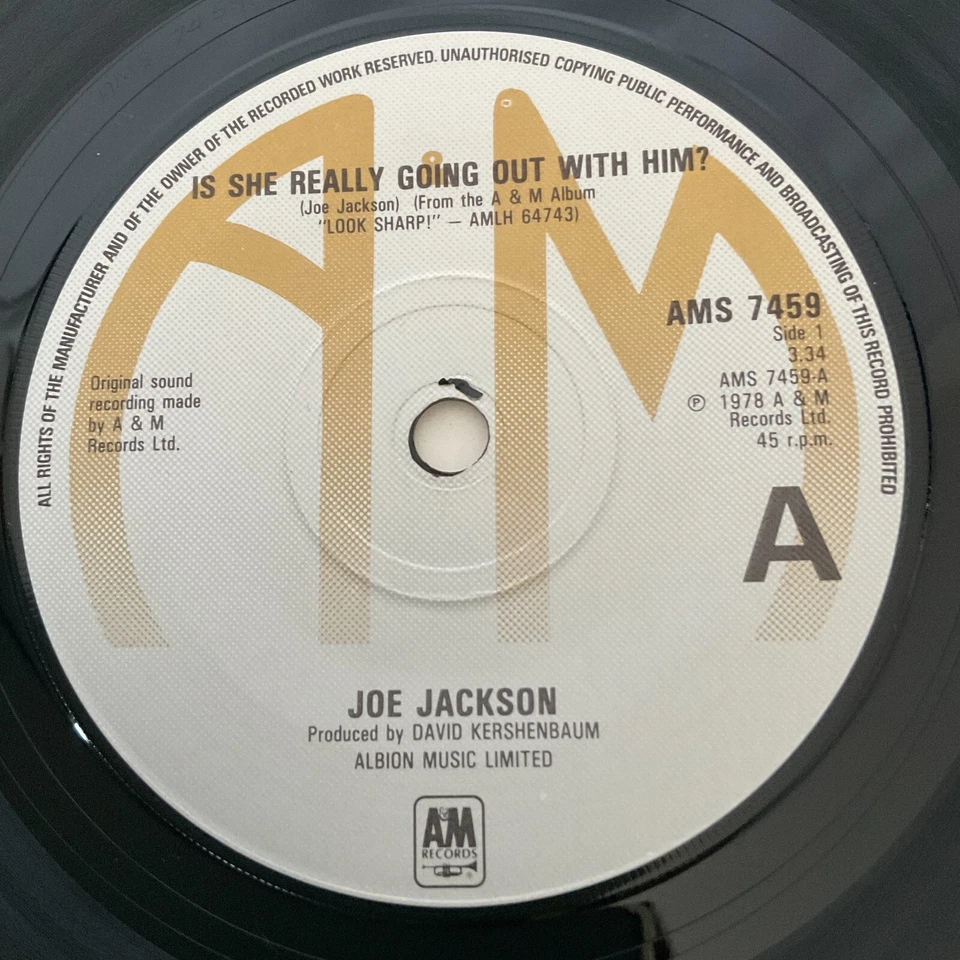 ALL RIGHTS OF THE MANUFACTURER AND OF THE OWNER OF THE RECORDED WORK RESERVED. UNAUTHORISED COPYING PUBLIC PERFORMANCE AND BROADCASTING OF THIS RECORD PROHIBITED
IS SHE REALLY GOING OUT WITH HIM?
(Joe Jackson) (From the A & M Album
"LOOK SHARP!" – AMLH 64743)
AMS 7459
Side 1
3.34
AMS 7459-A
℗ 1978 A & M
Records Ltd.
45 r.p.m.
Original sound
recording made
by A & M
Records Ltd.
A
JOE JACKSON
Produced by DAVID KERSHENBAUM
ALBION MUSIC LIMITED
A&M
RECORDS
®